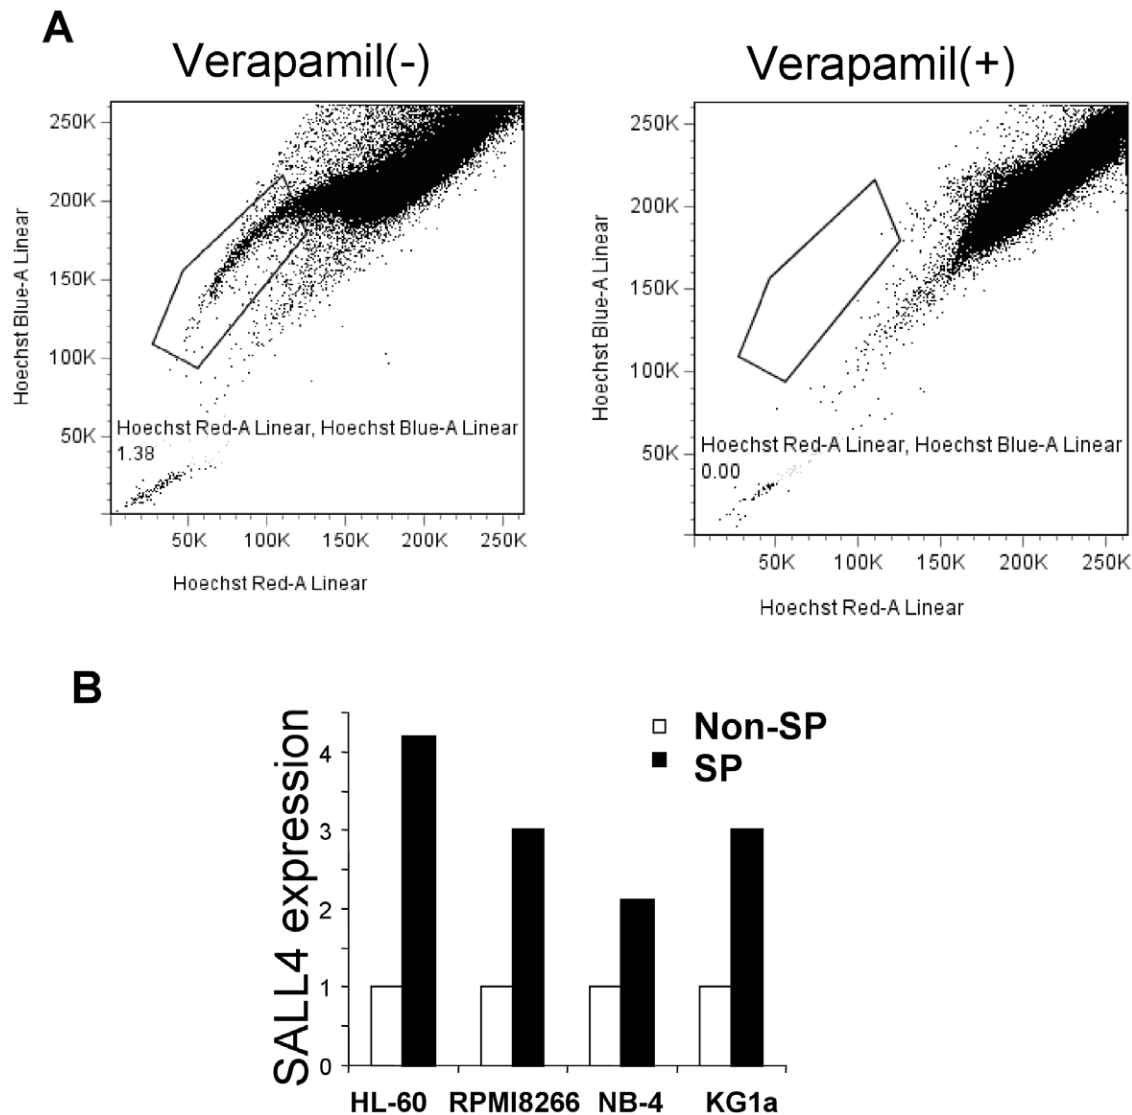 A
Verapamil(-)
Verapamil(+)
250K
200K
150K
100K
50K
Hoechst Blue-A Linear
Hoechst Red-A Linear, Hoechst Blue-A Linear
1.38
50K 100K 150K 200K 250K
Hoechst Red-A Linear
250K
200K
150K
100K
50K
Hoechst Blue-A Linear
Hoechst Red-A Linear, Hoechst Blue-A Linear
0.00
50K 100K 150K 200K 250K
Hoechst Red-A Linear
B
SALL4 expression
4
3
2
1
0
Non-SP
SP
HL-60 RPMI8266 NB-4 KG1a